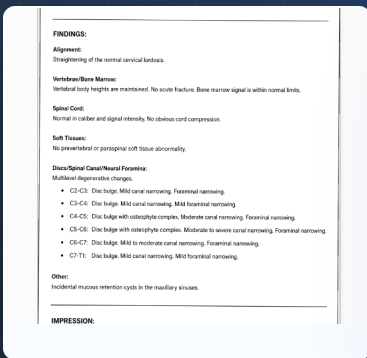 FINDINGS:
Alignment:
Straightening of the normal cervical lordosis.
Vertebrae/Bone Marrow:
Vertebral body heights are maintained. No acute fracture. Bone marrow signal is within normal limits.
Spinal Cord:
Normal in caliber and signal intensity. No obvious cord compression.
Soft Tissues:
No prevertebral or paraspinal soft tissue abnormality.
Discs/Spinal Canal/Neural Foramina:
Multilevel degenerative changes.
• C2-C3: Disc bulge. Mild canal narrowing. Foraminal narrowing.
• C3-C4: Disc bulge. Mild canal narrowing. Mild foraminal narrowing.
• C4-C5: Disc bulge with osteophyte complex. Moderate canal narrowing. Foraminal narrowing.
• C5-C6: Disc bulge with osteophyte complex. Moderate to severe canal narrowing. Foraminal narrowing.
• C6-C7: Disc bulge. Mild to moderate canal narrowing. Foraminal narrowing.
• C7-T1: Disc bulge. Mild canal narrowing. Mild foraminal narrowing.
Other:
Incidental mucous retention cysts in the maxillary sinuses.
IMPRESSION: